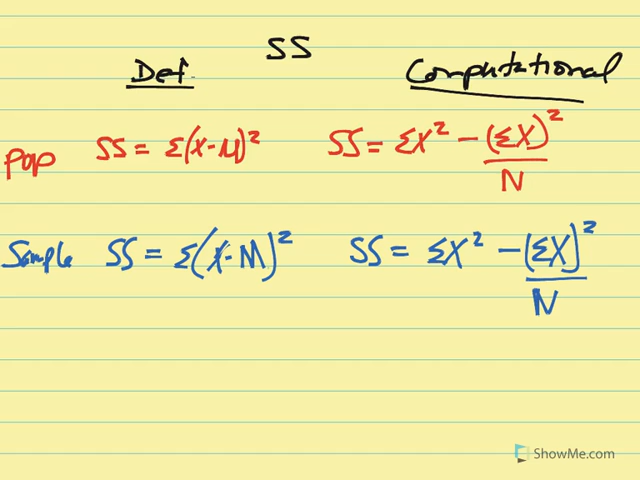 SS
Def. Computational
Pop SS = Σ(X-μ)² SS = ΣX² - (ΣX)²/N
Sample SS = Σ(X-M)² SS = ΣX² - (ΣX)²/N
ShowMe.com